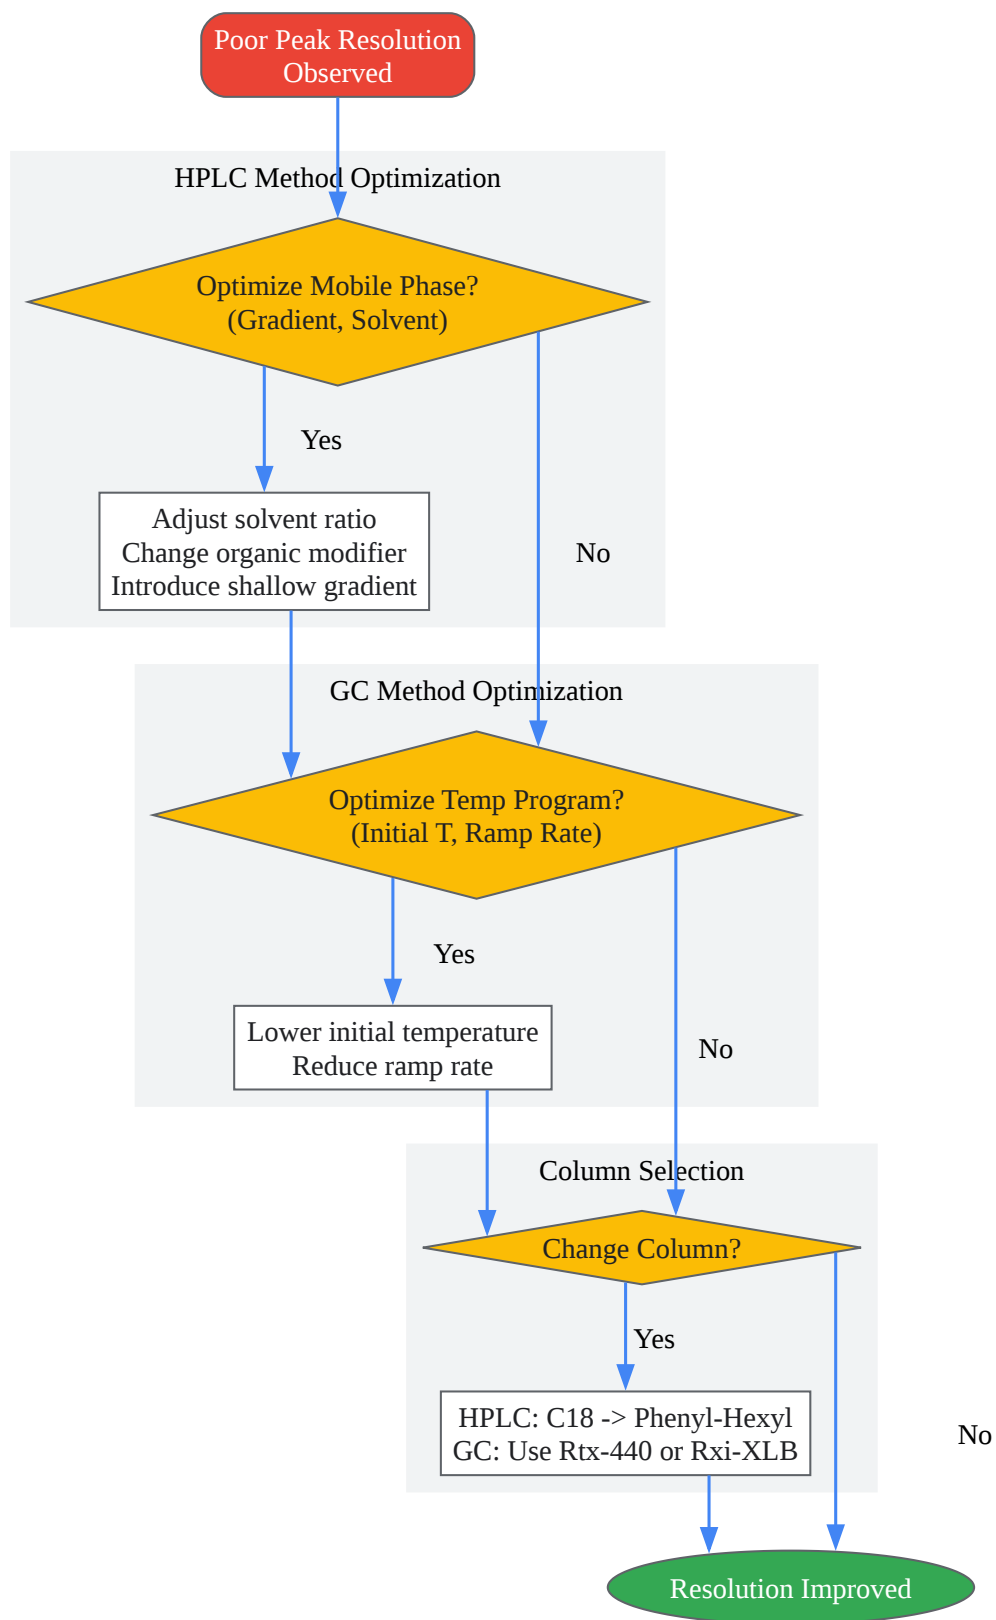 Poor Peak Resolution
Observed
HPLC Method Optimization
Optimize Mobile Phase?
(Gradient, Solvent)
Yes
Adjust solvent ratio
Change organic modifier
Introduce shallow gradient
No
GC Method Optimization
Optimize Temp Program?
(Initial T, Ramp Rate)
Yes
Lower initial temperature
Reduce ramp rate
No
Column Selection
Change Column?
Yes
HPLC: C18 -> Phenyl-Hexyl
GC: Use Rtx-440 or Rxi-XLB
No
Resolution Improved